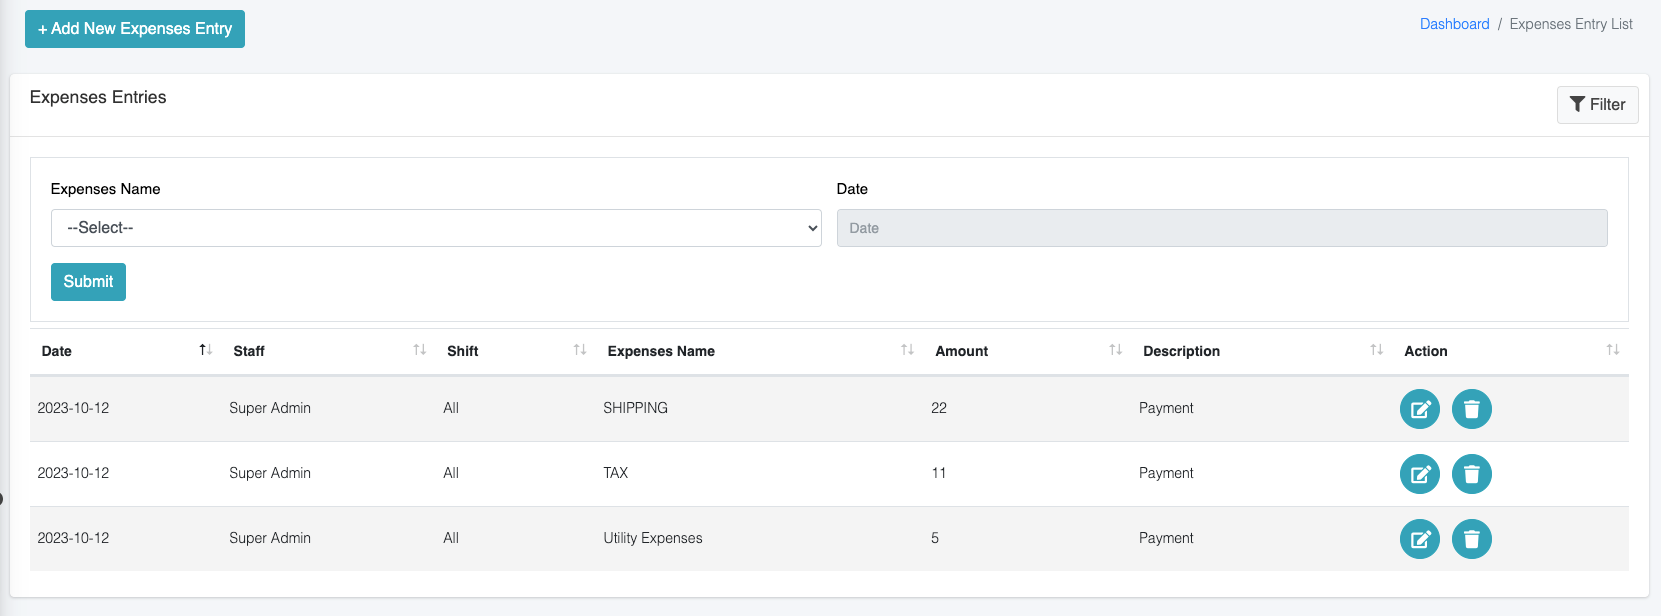 + Add New Expenses Entry
Dashboard / Expenses Entry List
Expenses Entries
Filter
Expenses Name
Date
--Select--
Date
Submit
Date Staff Shift Expenses Name Amount Description Action
2023-10-12 Super Admin All SHIPPING 22 Payment
2023-10-12 Super Admin All TAX 11 Payment
2023-10-12 Super Admin All Utility Expenses 5 Payment